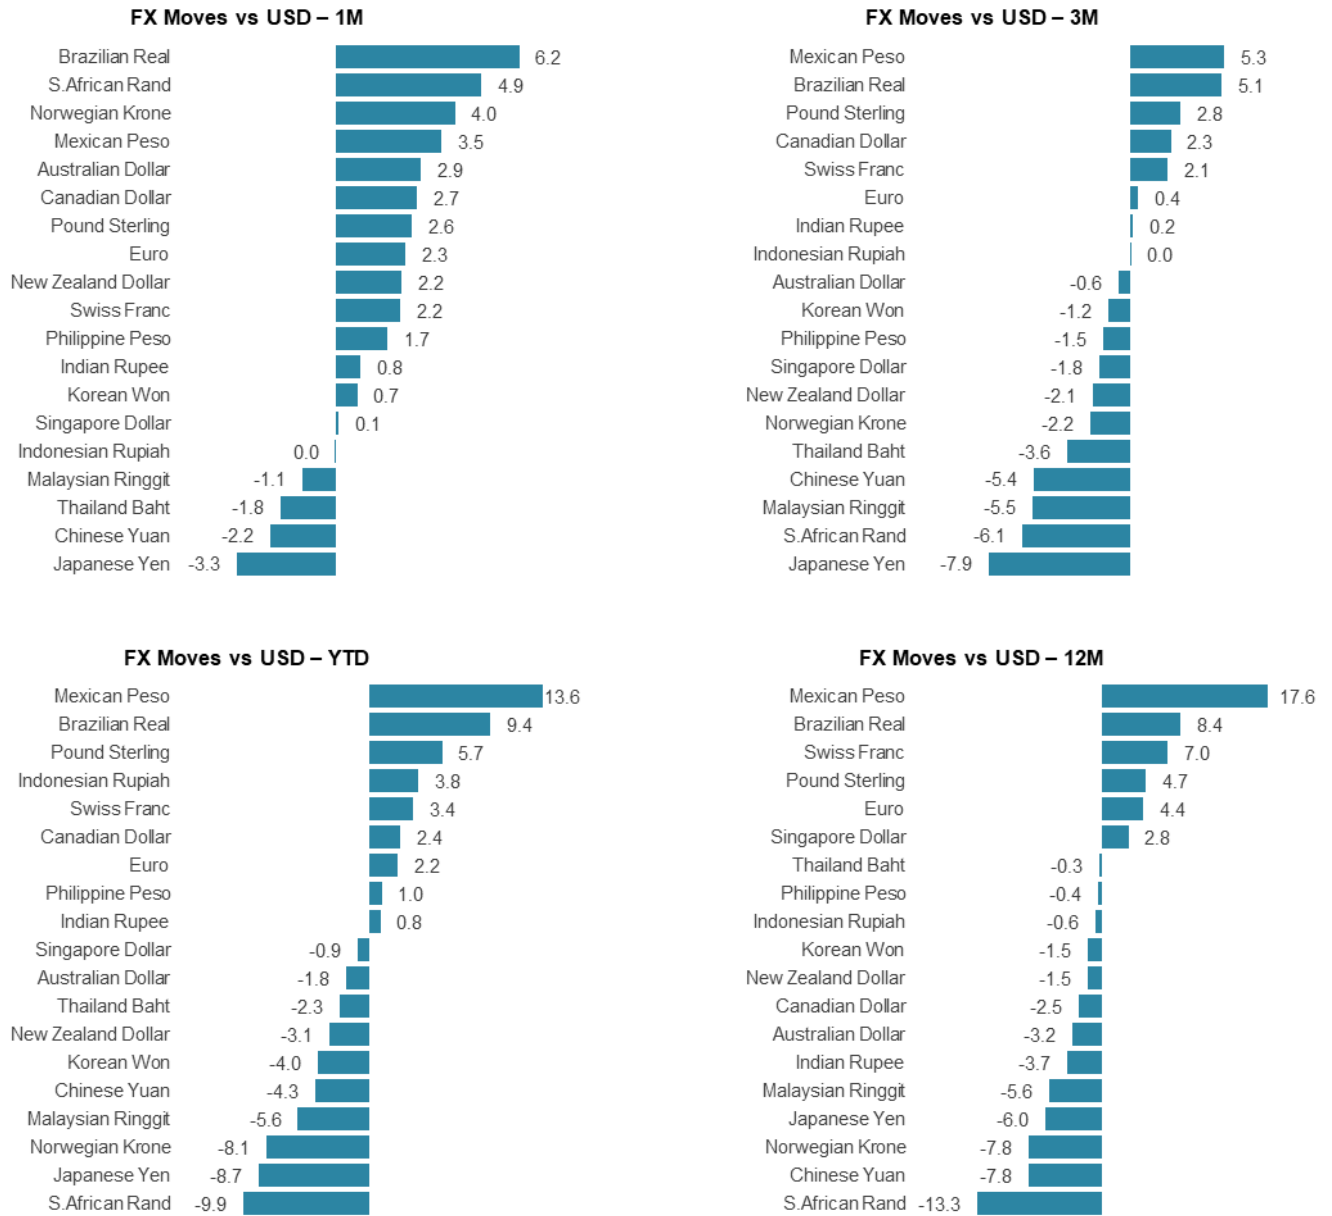 FX Moves vs USD – 1M
Brazilian Real 6.2
S.African Rand 4.9
Norwegian Krone 4.0
Mexican Peso 3.5
Australian Dollar 2.9
Canadian Dollar 2.7
Pound Sterling 2.6
Euro 2.3
New Zealand Dollar 2.2
Swiss Franc 2.2
Philippine Peso 1.7
Indian Rupee 0.8
Korean Won 0.7
Singapore Dollar 0.1
Indonesian Rupiah 0.0
Malaysian Ringgit -1.1
Thailand Baht -1.8
Chinese Yuan -2.2
Japanese Yen -3.3
FX Moves vs USD – 3M
Mexican Peso 5.3
Brazilian Real 5.1
Pound Sterling 2.8
Canadian Dollar 2.3
Swiss Franc 2.1
Euro 0.4
Indian Rupee 0.2
Indonesian Rupiah 0.0
Australian Dollar -0.6
Korean Won -1.2
Philippine Peso -1.5
Singapore Dollar -1.8
New Zealand Dollar -2.1
Norwegian Krone -2.2
Thailand Baht -3.6
Chinese Yuan -5.4
Malaysian Ringgit -5.5
S.African Rand -6.1
Japanese Yen -7.9
FX Moves vs USD – YTD
Mexican Peso 13.6
Brazilian Real 9.4
Pound Sterling 5.7
Indonesian Rupiah 3.8
Swiss Franc 3.4
Canadian Dollar 2.4
Euro 2.2
Philippine Peso 1.0
Indian Rupee 0.8
Singapore Dollar -0.9
Australian Dollar -1.8
Thailand Baht -2.3
New Zealand Dollar -3.1
Korean Won -4.0
Chinese Yuan -4.3
Malaysian Ringgit -5.6
Norwegian Krone -8.1
Japanese Yen -8.7
S.African Rand -9.9
FX Moves vs USD – 12M
Mexican Peso 17.6
Brazilian Real 8.4
Swiss Franc 7.0
Pound Sterling 4.7
Euro 4.4
Singapore Dollar 2.8
Thailand Baht -0.3
Philippine Peso -0.4
Indonesian Rupiah -0.6
Korean Won -1.5
New Zealand Dollar -1.5
Canadian Dollar -2.5
Australian Dollar -3.2
Indian Rupee -3.7
Malaysian Ringgit -5.6
Japanese Yen -6.0
Norwegian Krone -7.8
Chinese Yuan -7.8
S.African Rand -13.3